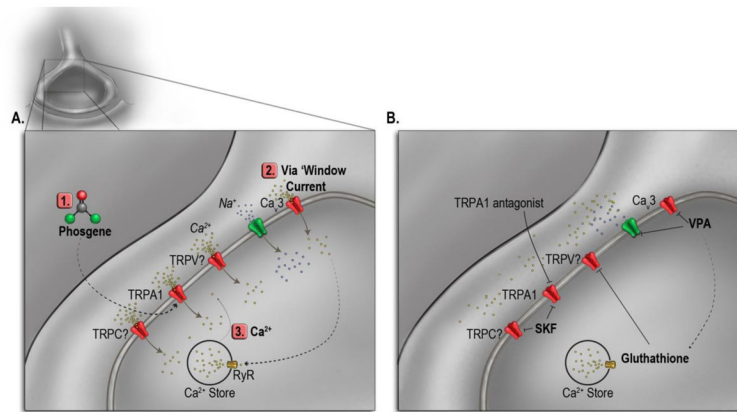 A.
1.
Phosgene
2.
Via 'Window
Current
Na⁺
Ca 3
Ca²⁺
TRPV?
TRPA1
TRPC?
3.
Ca²⁺
RyR
Ca²⁺ Store
B.
TRPA1 antagonist
Ca 3
VPA
TRPV?
TRPA1
TRPC?
SKF
Gluthathione
Ca²⁺ Store